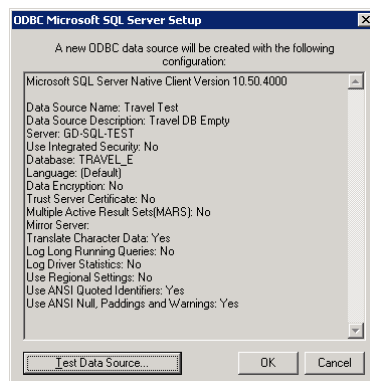 ODBC Microsoft SQL Server Setup
A new ODBC data source will be created with the following
configuration:
Microsoft SQL Server Native Client Version 10.50.4000
Data Source Name: Travel Test
Data Source Description: Travel DB Empty
Server: GD-SQL-TEST
Use Integrated Security: No
Database: TRAVEL_E
Language: (Default)
Data Encryption: No
Trust Server Certificate: No
Multiple Active Result Sets(MARS): No
Mirror Server:
Translate Character Data: Yes
Log Long Running Queries: No
Log Driver Statistics: No
Use Regional Settings: No
Use ANSI Quoted Identifiers: Yes
Use ANSI Null, Paddings and Warnings: Yes
Test Data Source...
OK
Cancel